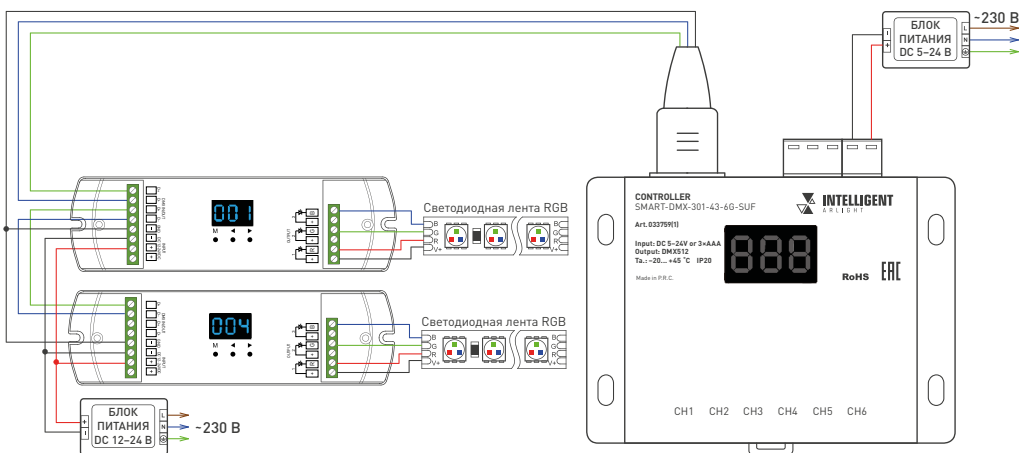 БЛОК
ПИТАНИЯ
DC 5–24 В
~230 В
L
N
CONTROLLER
SMART-DMX-301-43-6G-SUF
INTELLIGENT
ARLIGHT
Art.033759(1)
Input: DC 5–24V or 3×AAA
Output: DMX512
Ta.: –20... +45 ˚C IP20
Made in P.R.C.
888
RoHS
EAC
CH1 CH2 CH3 CH4 CH5 CH6
001
M ◄ ►
OUTPUT
Светодиодная лента RGB
B
G
R
V+
B
G
R
V+
004
M ◄ ►
OUTPUT
Светодиодная лента RGB
B
G
R
V+
B
G
R
V+
БЛОК
ПИТАНИЯ
DC 12–24 В
L
N
~230 В